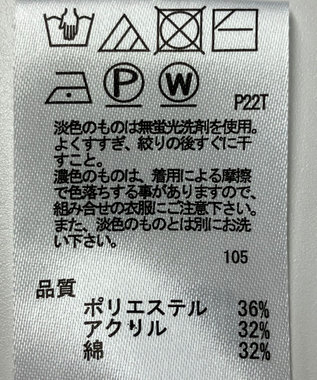 P W P22T
淡色のものは無蛍光洗剤を使用。
よくすすぎ、絞りの後すぐに干
すこと。
濃色のものは、着用による摩擦
で色落ちする事がありますので、
組み合せの衣服にご注意下さい。
また、淡色のものとは別にお洗
い下さい。
105
品質
ポリエステル 36%
アクリル 32%
綿 32%